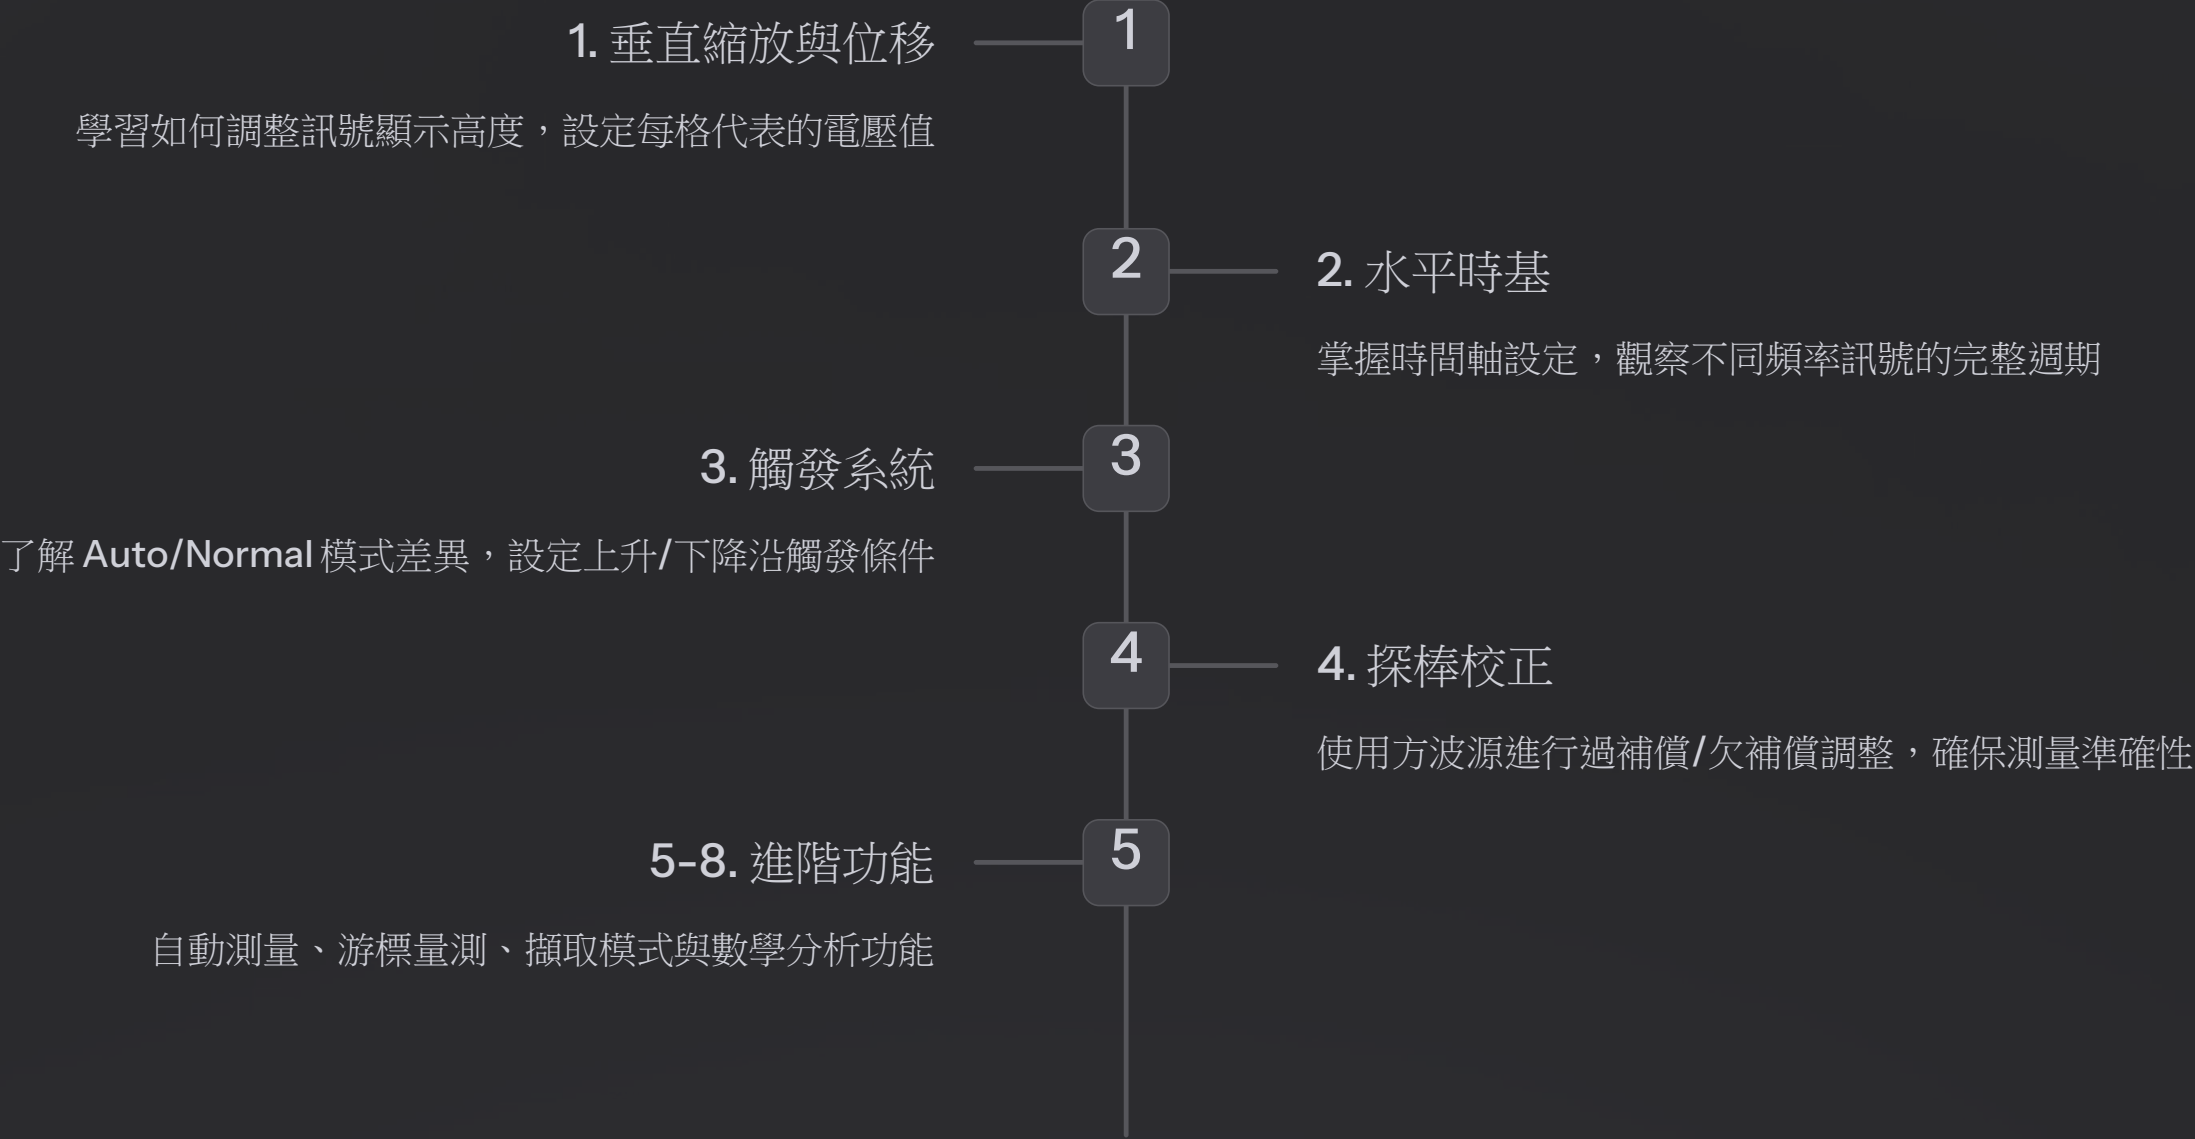 1. 垂直縮放與位移
1
學習如何調整訊號顯示高度，設定每格代表的電壓值
2
2. 水平時基
掌握時間軸設定，觀察不同頻率訊號的完整週期
3. 觸發系統
3
了解 Auto/Normal 模式差異，設定上升/下降沿觸發條件
4
4. 探棒校正
使用方波源進行過補償/欠補償調整，確保測量準確性
5-8. 進階功能
5
自動測量、游標量測、擷取模式與數學分析功能